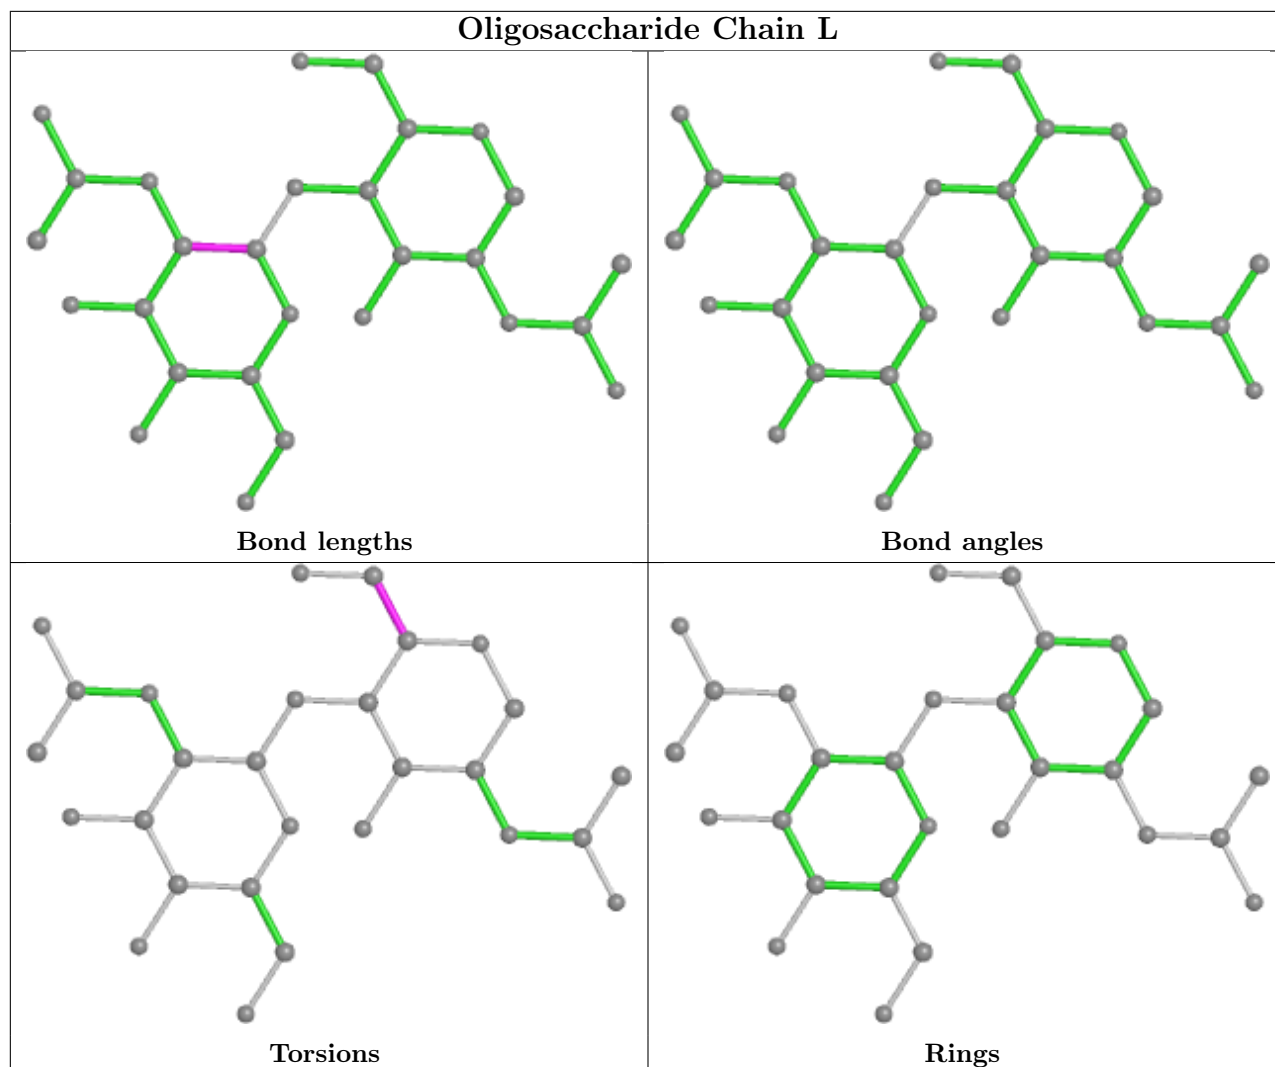 Oligosaccharide Chain L
Bond lengths
Bond angles
Torsions
Rings